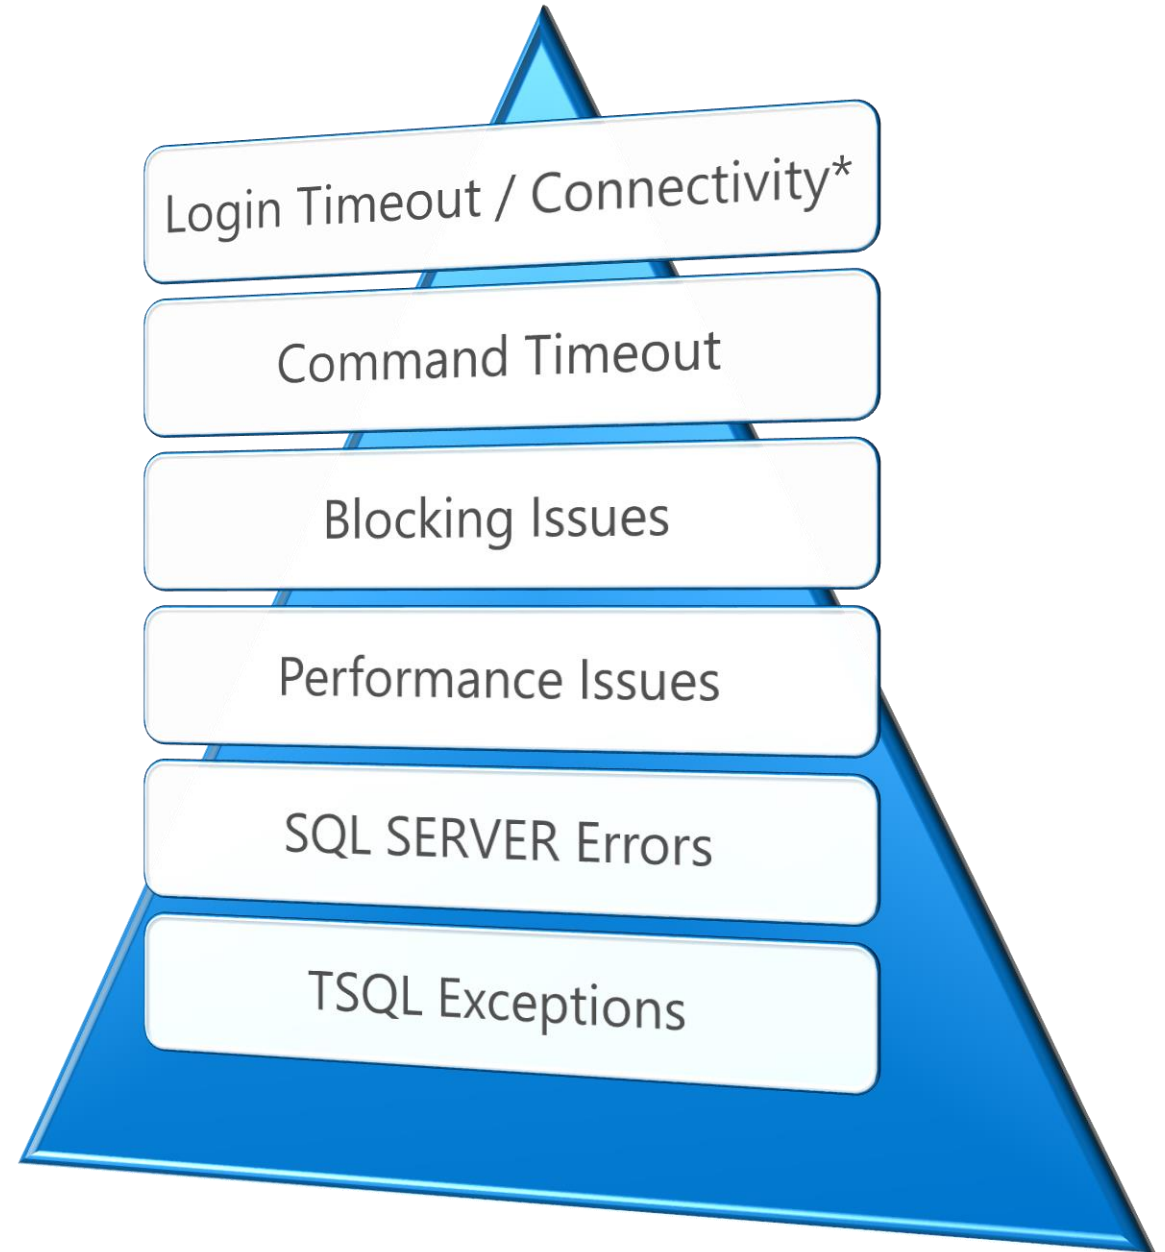 Login Timeout / Connectivity*
Command Timeout
Blocking Issues
Performance Issues
SQL SERVER Errors
TSQL Exceptions